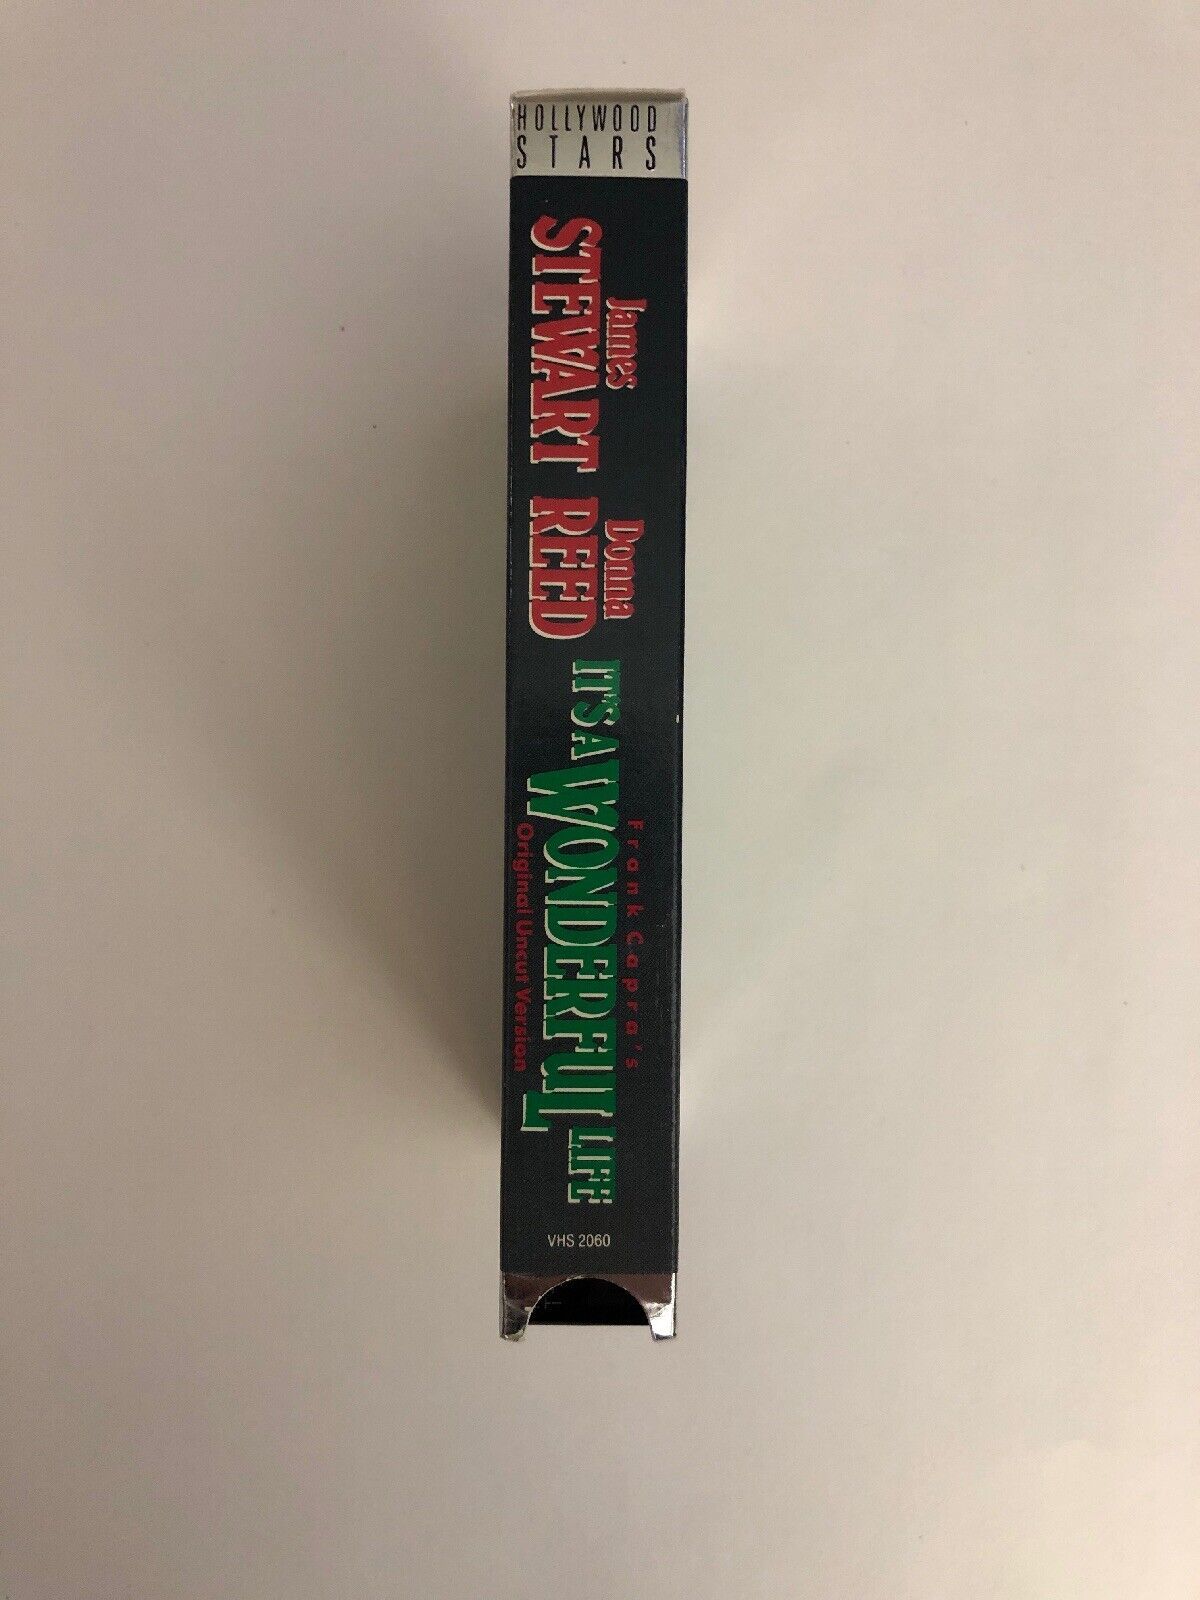 HOLLYWOOD
STARS
James
STEWART
Donna
REED
Frank Capra's
IT'S A WONDERFUL LIFE
Original Uncut Version
VHS 2060